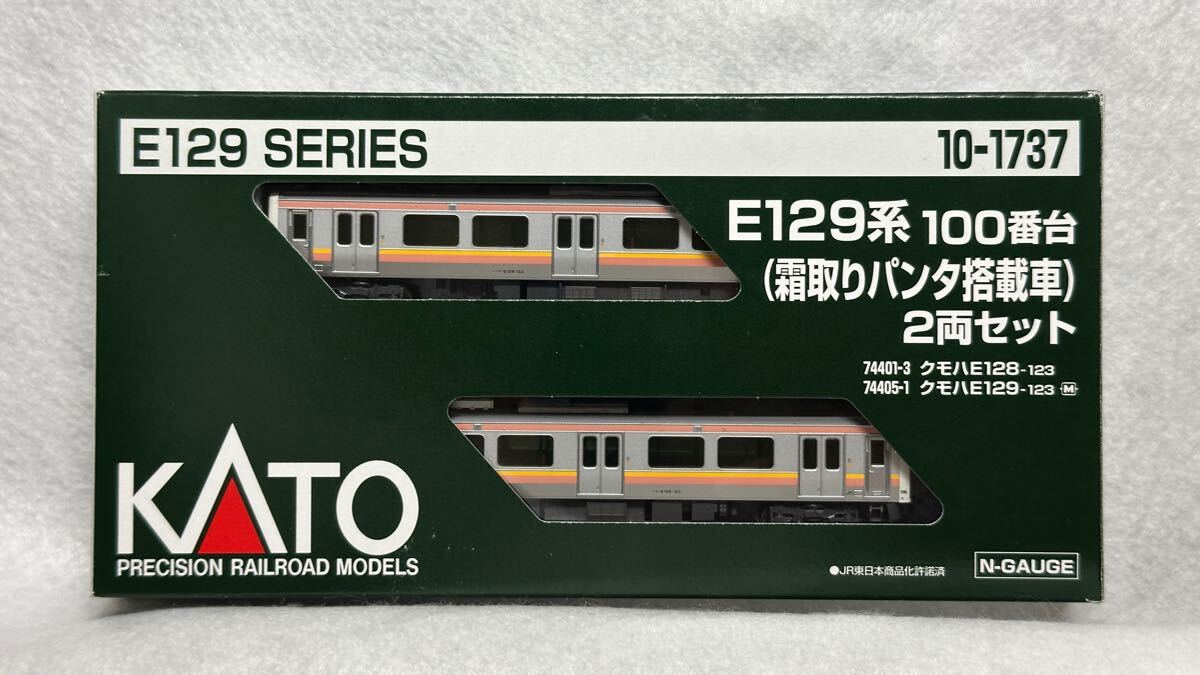 E129 SERIES
10-1737
E129系 100番台
(霜取りパンタ搭載車)
2両セット
74401-3 クモハE128-123
74405-1 クモハE129-123 M
KATO
PRECISION RAILROAD MODELS
●JR東日本商品化許諾済
N-GAUGE